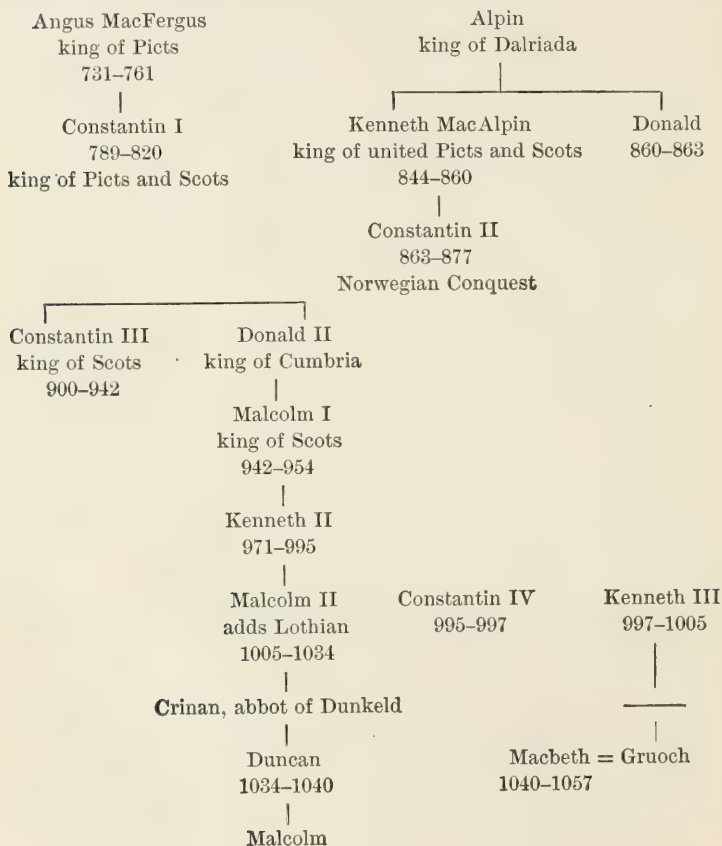 Angus MacFergus
king of Picts
731–761
Constantin I
789–820
king of Picts and Scots
Alpin
king of Dalriada
Kenneth MacAlpin
king of united Picts and Scots
844–860
Donald
860–863
Constantin II
863–877
Norwegian Conquest
Constantin III
king of Scots
900–942
Donald II
king of Cumbria
Malcolm I
king of Scots
942–954
Kenneth II
971–995
Malcolm II
adds Lothian
1005–1034
Constantin IV
995–997
Kenneth III
997–1005
Crinan, abbot of Dunkeld
Duncan
1034–1040
Macbeth = Gruoch
1040–1057
Malcolm